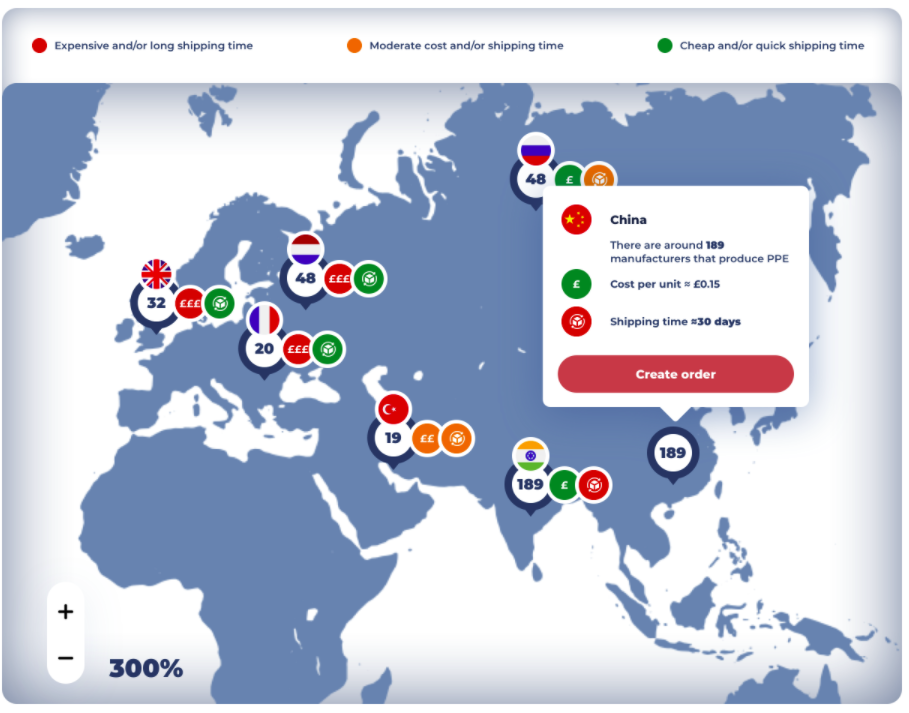 Expensive and/or long shipping time
Moderate cost and/or shipping time
Cheap and/or quick shipping time
48
£
China
There are around 189
manufacturers that produce PPE
£
Cost per unit ≈ £0.15
Shipping time ≈30 days
Create order
48
£££
32
£££
20
£££
19
££
189
189
£
+
−
300%